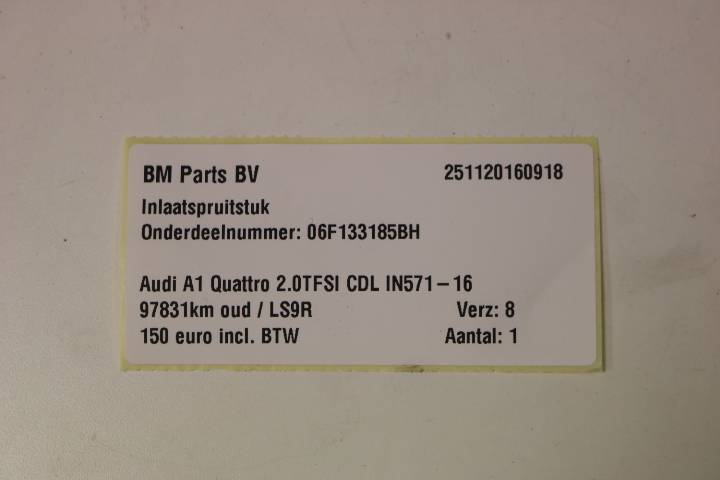 BM Parts BV 251120160918
Inlaatspruitstuk
Onderdeelnummer: 06F133185BH
Audi A1 Quattro 2.0TFSI CDL IN571-16
97831km oud / LS9R Verz: 8
150 euro incl. BTW Aantal: 1